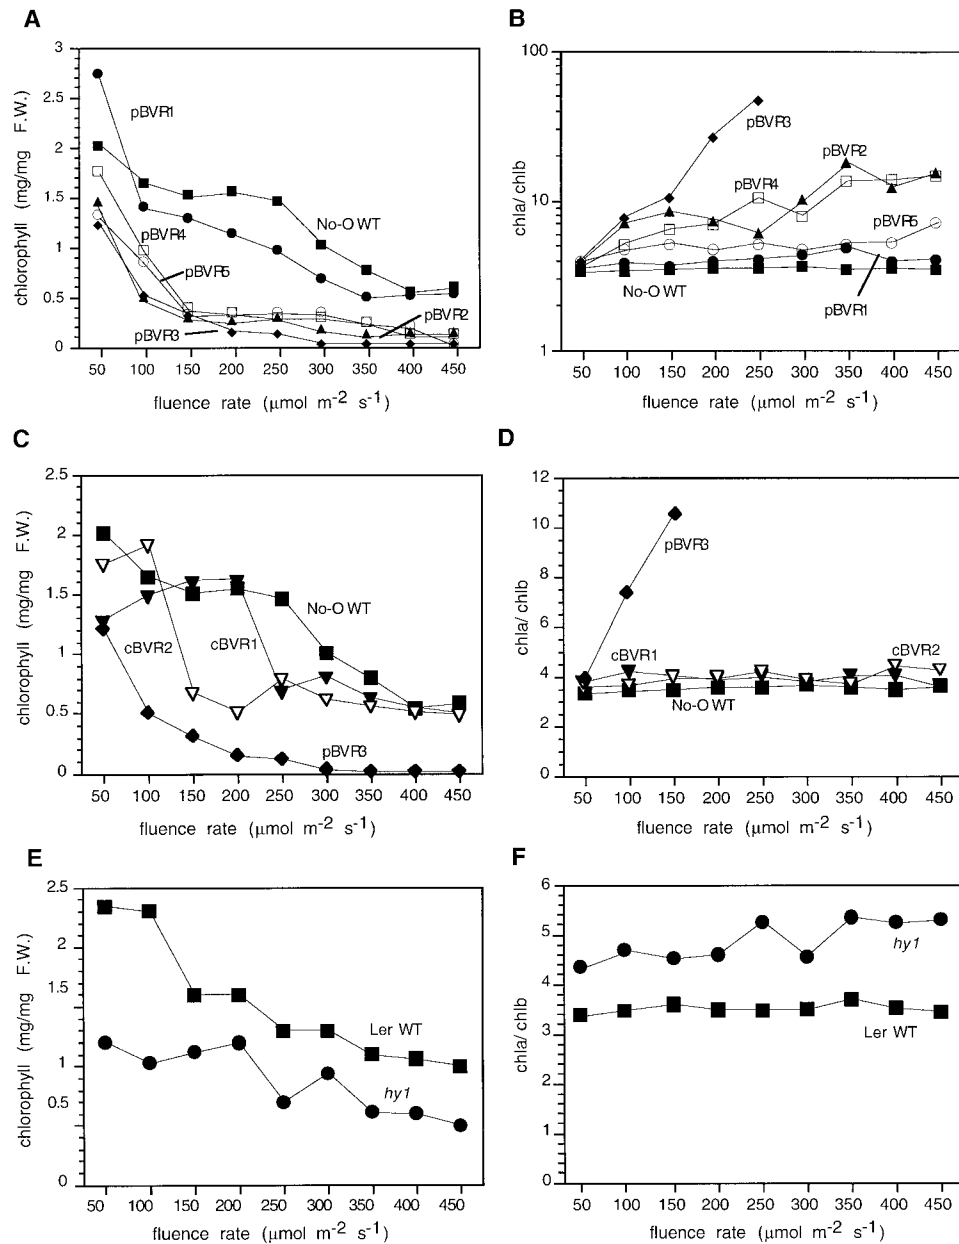 A
3
2.5
2
1.5
1
0.5
0
chlorophyll (mg/mg F.W.)
pBVR1
No-O WT
pBVR4
pBVR5
pBVR3
pBVR2
50 100 150 200 250 300 350 400 450
fluence rate (µmol m-2 s-1)
B
100
10
1
chla/chlb
pBVR3
pBVR2
pBVR4
pBVR5
No-O WT
pBVR1
50 100 150 200 250 300 350 400 450
fluence rate (µmol m-2 s-1)
C
2.5
2
1.5
1
0.5
0
chlorophyll (mg/mg F.W.)
No-O WT
cBVR2
cBVR1
pBVR3
50 100 150 200 250 300 350 400 450
fluence rate (µmol m-2 s-1)
D
12
10
8
6
4
2
0
chla/chlb
pBVR3
cBVR1
cBVR2
No-O WT
50 100 150 200 250 300 350 400 450
fluence rate (µmol m-2 s-1)
E
2.5
2
1.5
1
0.5
0
chlorophyll (mg/mg F.W.)
Ler WT
hy1
50 100 150 200 250 300 350 400 450
fluence rate (µmol m-2 s-1)
F
6
5
4
3
2
1
0
chla/chlb
hy1
Ler WT
50 100 150 200 250 300 350 400 450
fluence rate (µmol m-2 s-1)